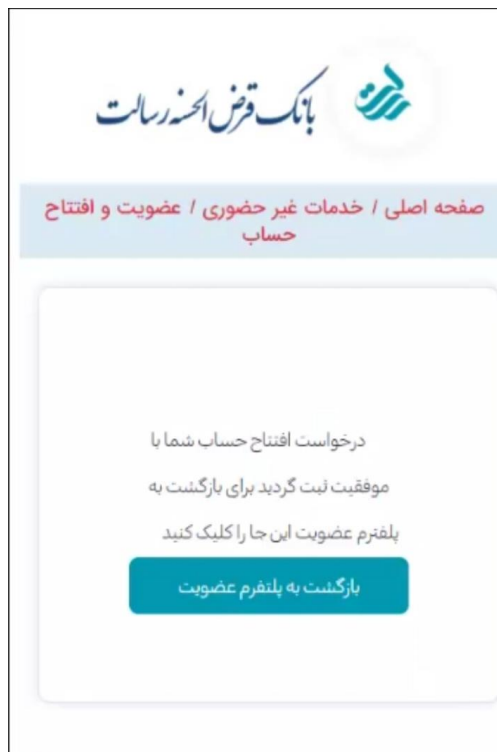 بانک قرض الحسنه رسالت
صفحه اصلی / خدمات غیر حضوری / عضویت و افتتاح
حساب
درخواست افتتاح حساب شما با
موفقیت ثبت گردید برای بازگشت به
پلفترم عضویت این جا را کلیک کنید
بازگشت به پلتفرم عضویت